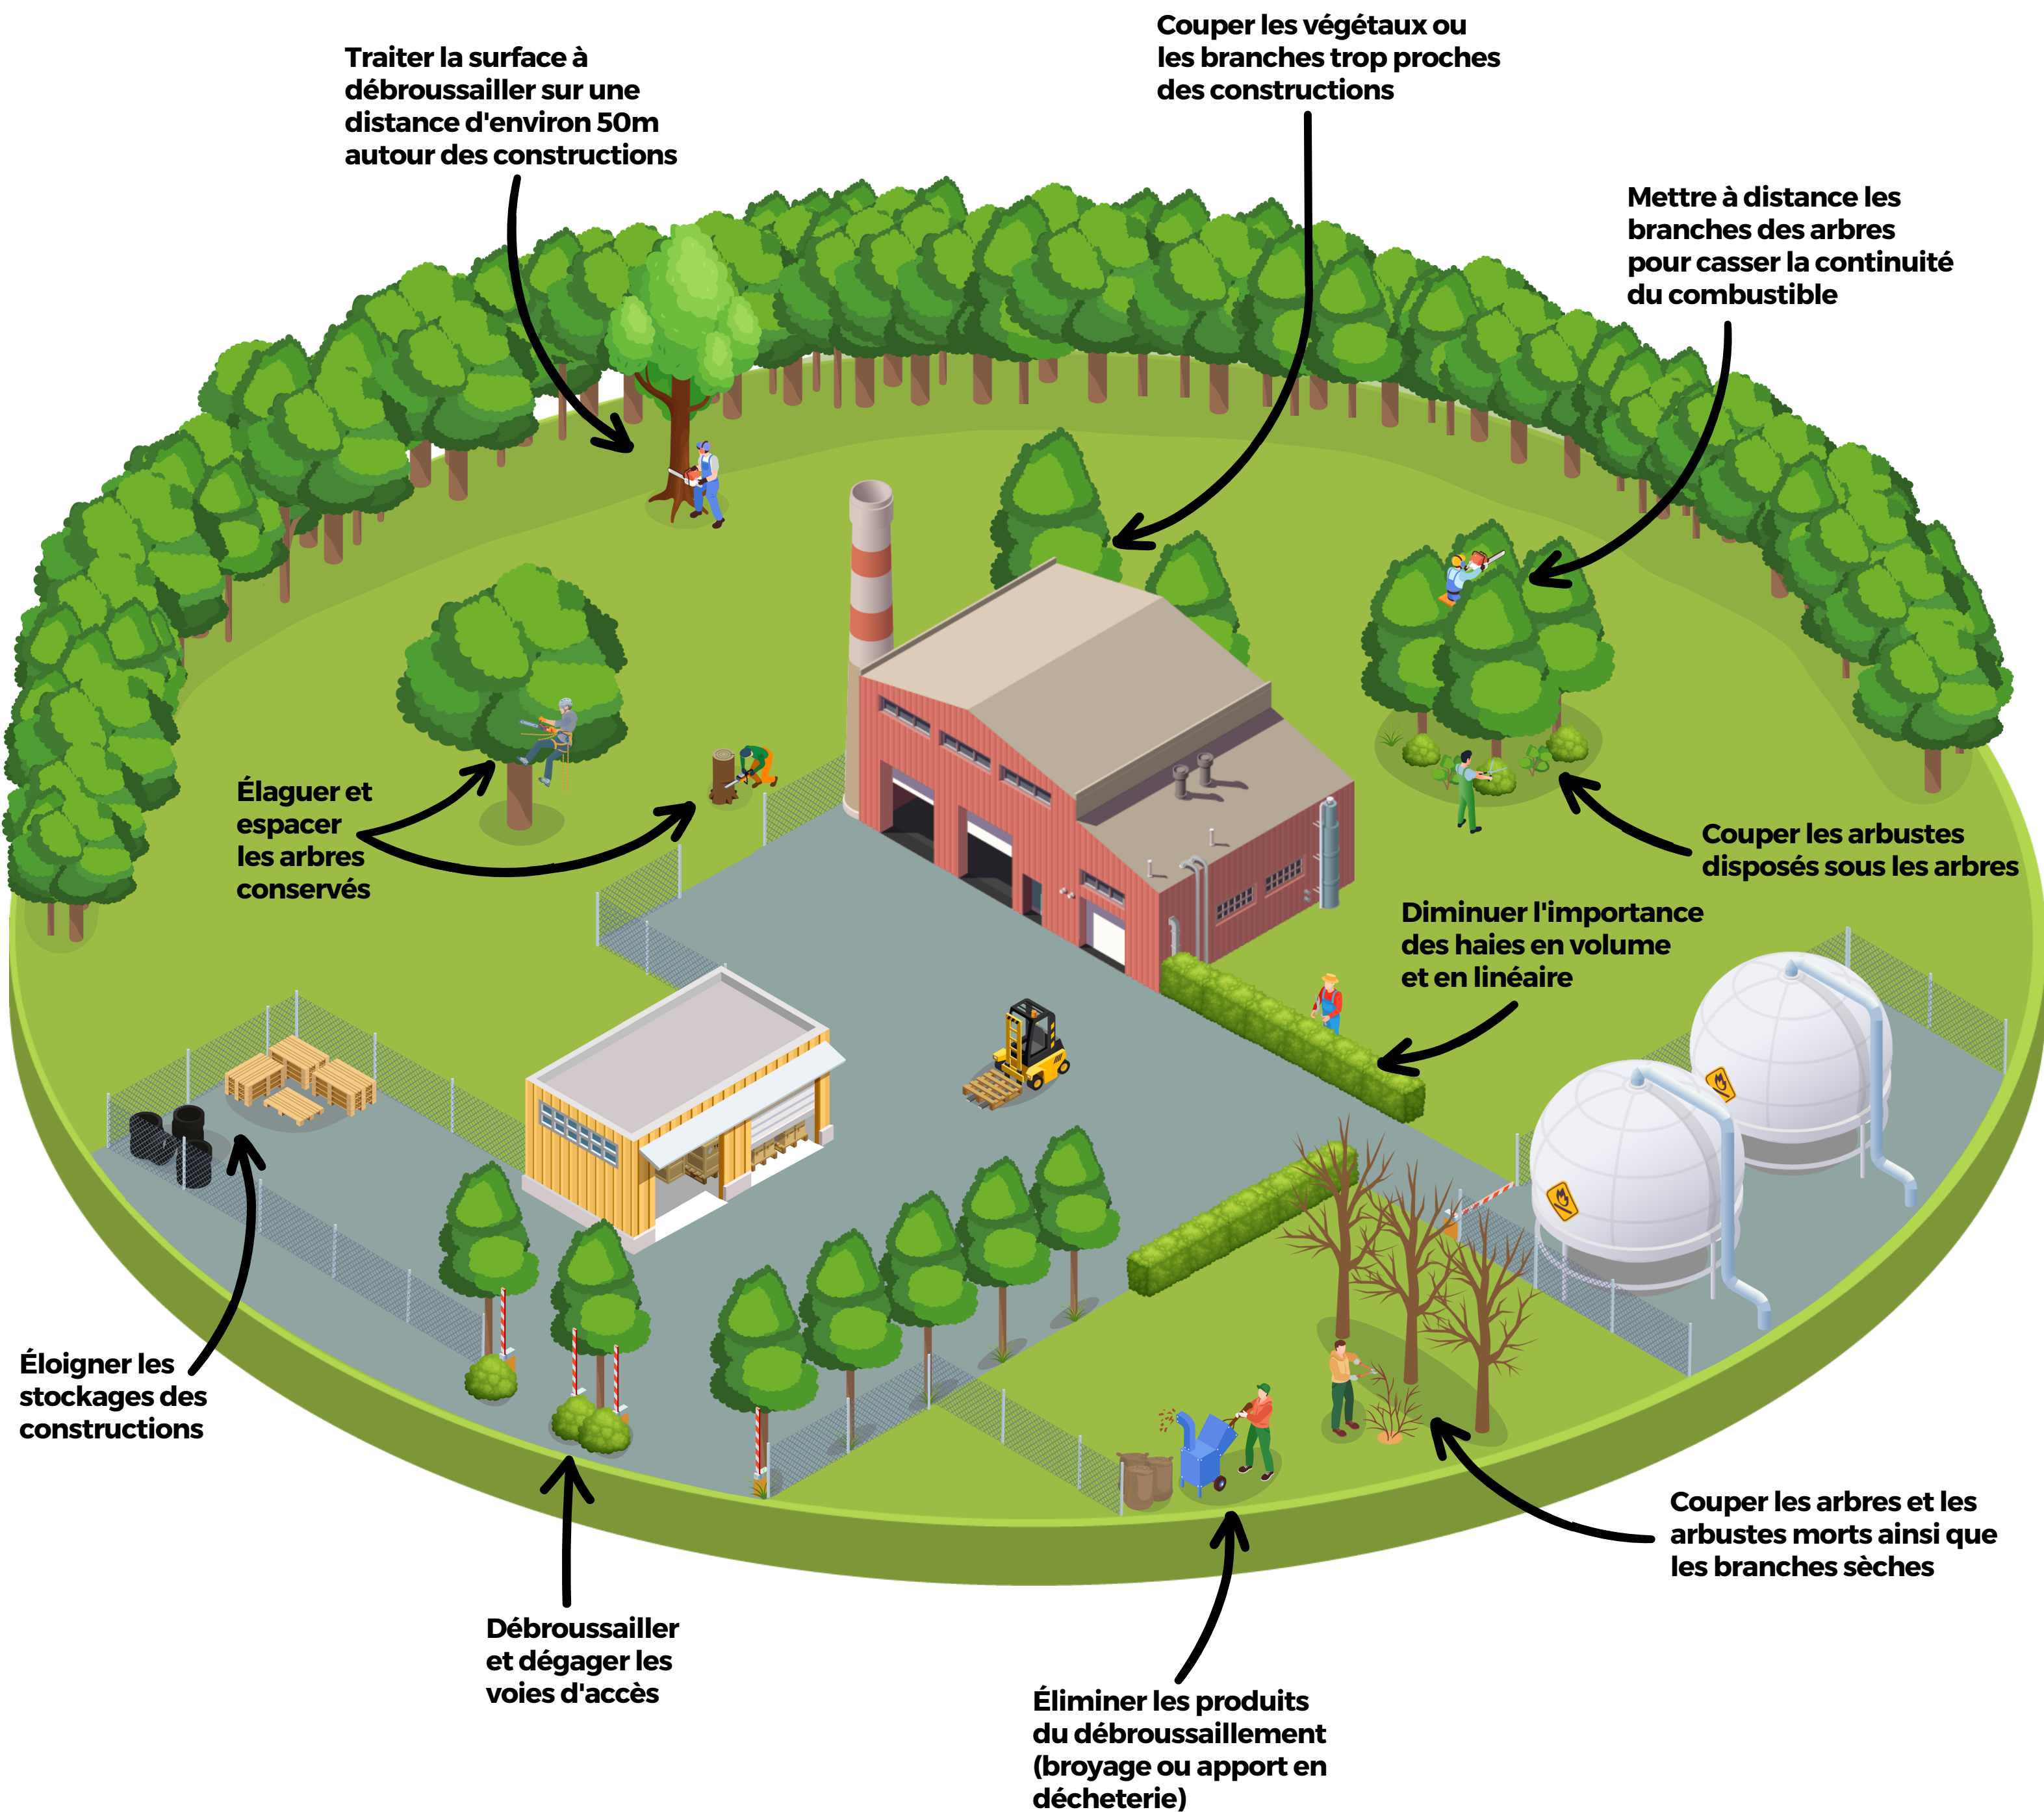 Couper les végétaux ou
les branches trop proches
des constructions
Traiter la surface à
débroussailler sur une
distance d'environ 50m
autour des constructions
Mettre à distance les
branches des arbres
pour casser la continuité
du combustible
Élaguer et
espacer
les arbres
conservés
Couper les arbustes
disposés sous les arbres
Diminuer l'importance
des haies en volume
et en linéaire
Éloigner les
stockages des
constructions
Couper les arbres et les
arbustes morts ainsi que
les branches sèches
Débroussailler
et dégager les
voies d'accès
Éliminer les produits
du débroussaillement
(broyage ou apport en
décheterie)